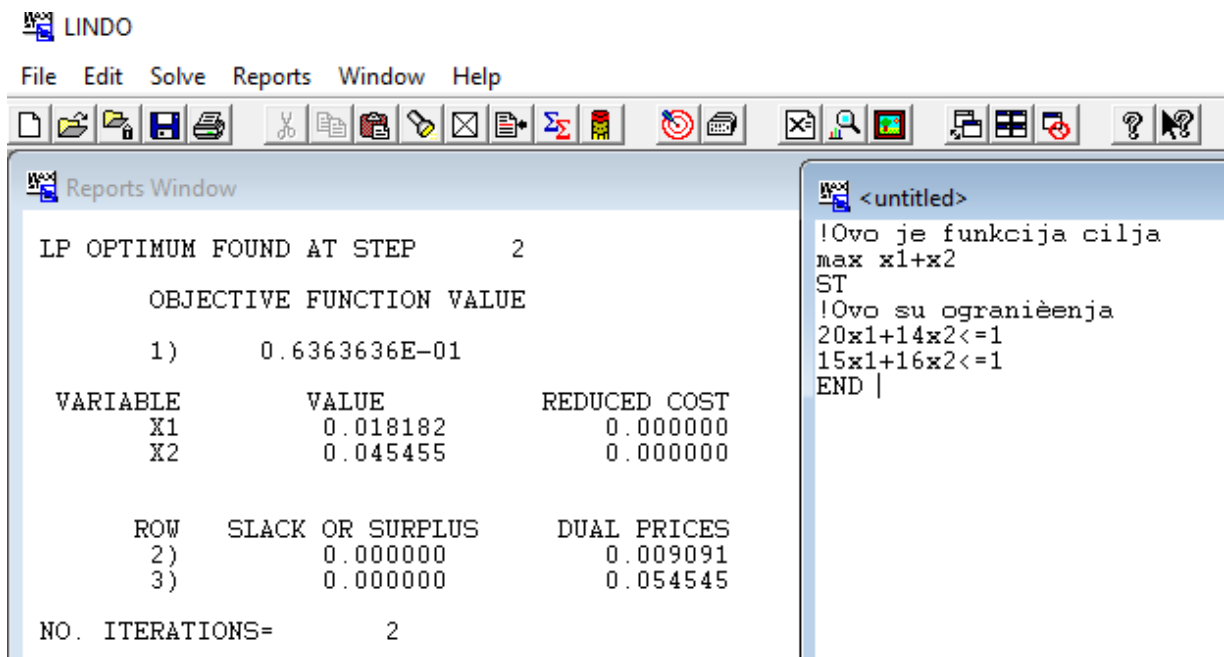 LINDO
File Edit Solve Reports Window Help
Reports Window
LP OPTIMUM FOUND AT STEP 2
OBJECTIVE FUNCTION VALUE
1) 0.6363636E-01
VARIABLE VALUE REDUCED COST
X1 0.018182 0.000000
X2 0.045455 0.000000
ROW SLACK OR SURPLUS DUAL PRICES
2) 0.000000 0.009091
3) 0.000000 0.054545
NO. ITERATIONS= 2
<untitled>
!Ovo je funkcija cilja
max x1+x2
ST
!Ovo su ogranièenja
20x1+14x2<=1
15x1+16x2<=1
END